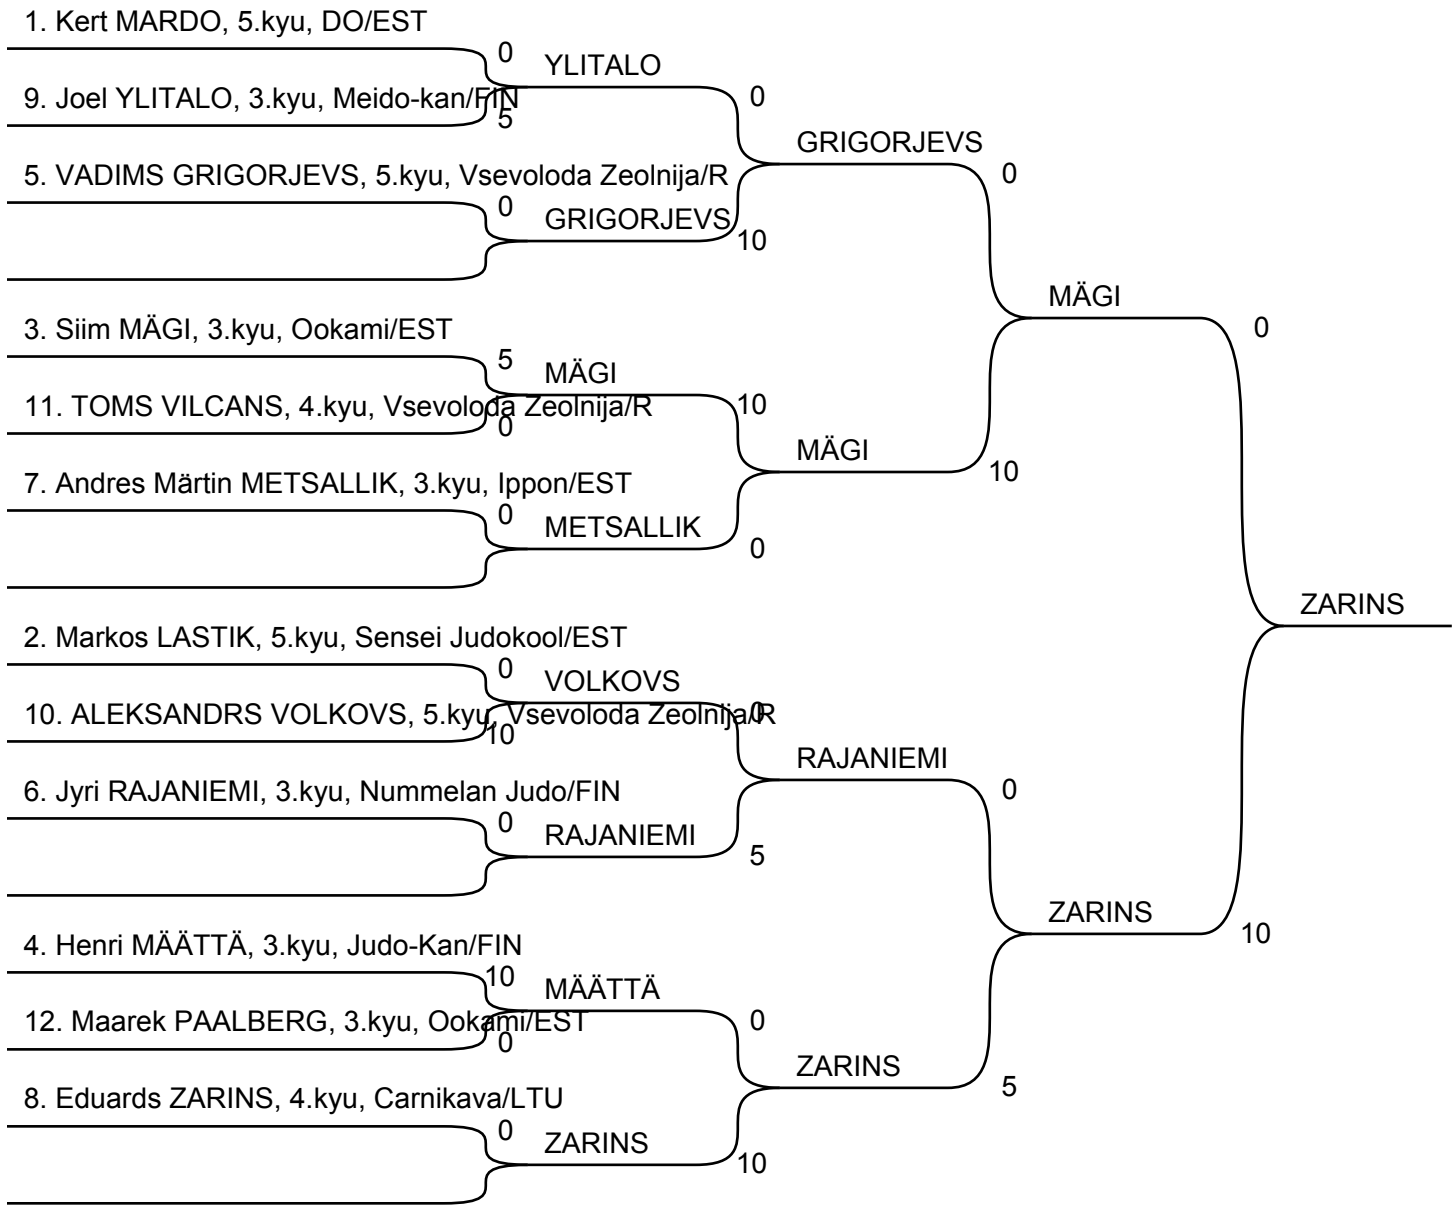 1. Kert MARDO, 5.kyu, DO/EST
0
YLITALO
9. Joel YLITALO, 3.kyu, Meido-kan/FIN
5
0
GRIGORJEVS
0
5. VADIMS GRIGORJEVS, 5.kyu, Vsevoloda Zeolnija/R
0
GRIGORJEVS
10
MÄGI
0
3. Siim MÄGI, 3.kyu, Ookami/EST
5
MÄGI
10
11. TOMS VILCANS, 4.kyu, Vsevoloda Zeolnija/R
0
MÄGI
10
7. Andres Märtin METSALLIK, 3.kyu, Ippon/EST
0
METSALLIK
0
ZARINS
2. Markos LASTIK, 5.kyu, Sensei Judokool/EST
0
VOLKOVS
0
10. ALEKSANDRS VOLKOVS, 5.kyu, Vsevoloda Zeolnija/R
10
RAJANIEMI
0
6. Jyri RAJANIEMI, 3.kyu, Nummelan Judo/FIN
0
RAJANIEMI
5
ZARINS
10
4. Henri MÄÄTTÄ, 3.kyu, Judo-Kan/FIN
10
MÄÄTTÄ
0
12. Maarek PAALBERG, 3.kyu, Ookami/EST
0
ZARINS
5
8. Eduards ZARINS, 4.kyu, Carnikava/LTU
0
ZARINS
10